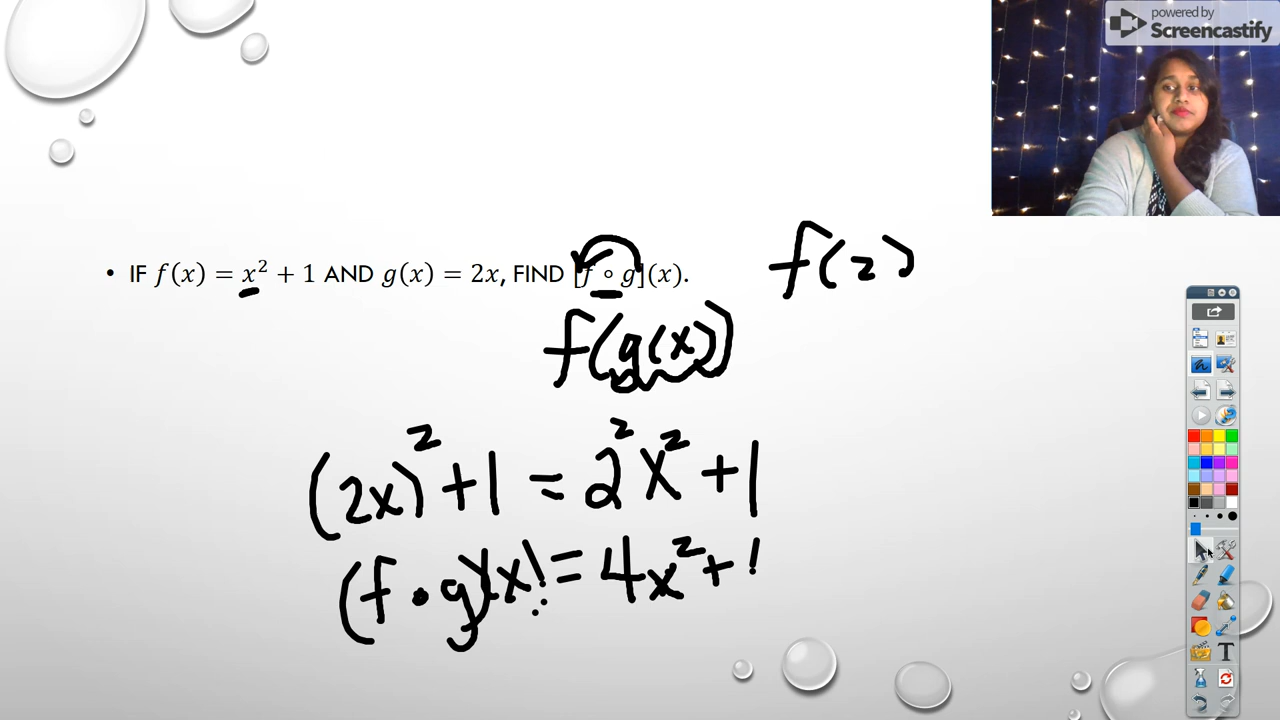 powered by
Screencastify
• IF f(x) = x² + 1 AND g(x) = 2x, FIND [f ∘ g](x).
f(2)
f(g(x))
(2x)² + 1 = 2²x² + 1
(f ∘ g)(x) = 4x² + 1
T